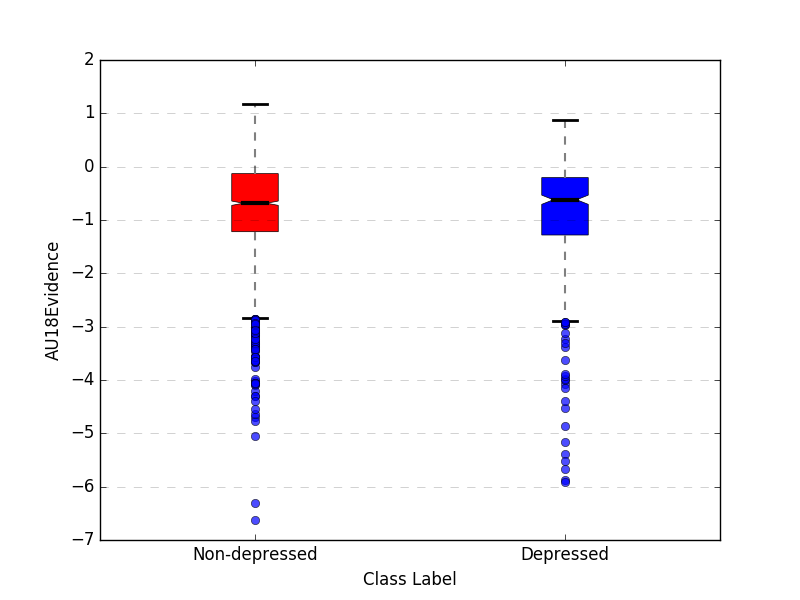 2
1
0
−1
−2
−3
−4
−5
−6
−7
AU18Evidence
Non-depressed
Depressed
Class Label